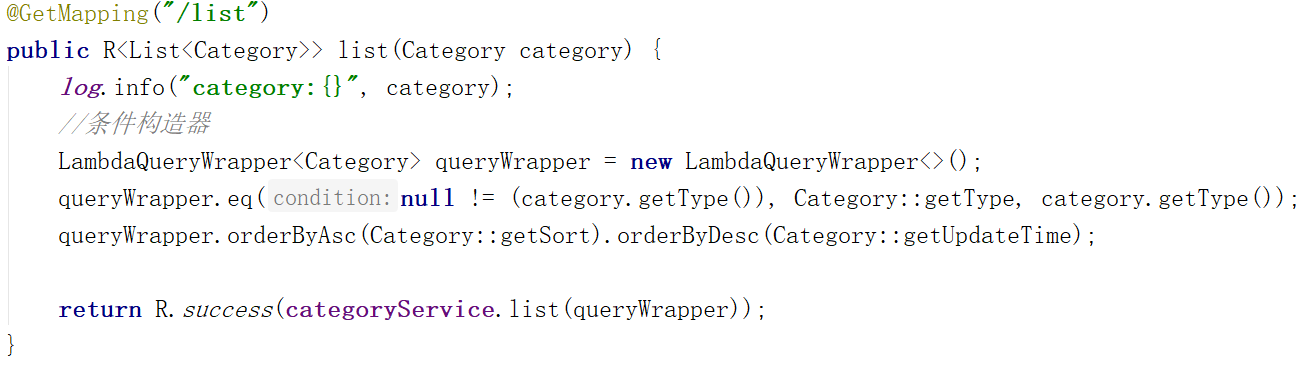 @GetMapping("/list")
public R<List<Category>> list(Category category) {
log.info("category:{}", category);
//条件构造器
LambdaQueryWrapper<Category> queryWrapper = new LambdaQueryWrapper<>();
queryWrapper.eq( condition: null != (category.getType()), Category::getType, category.getType());
queryWrapper.orderByAsc(Category::getSort).orderByDesc(Category::getUpdateTime);
return R.success(categoryService.list(queryWrapper));
}